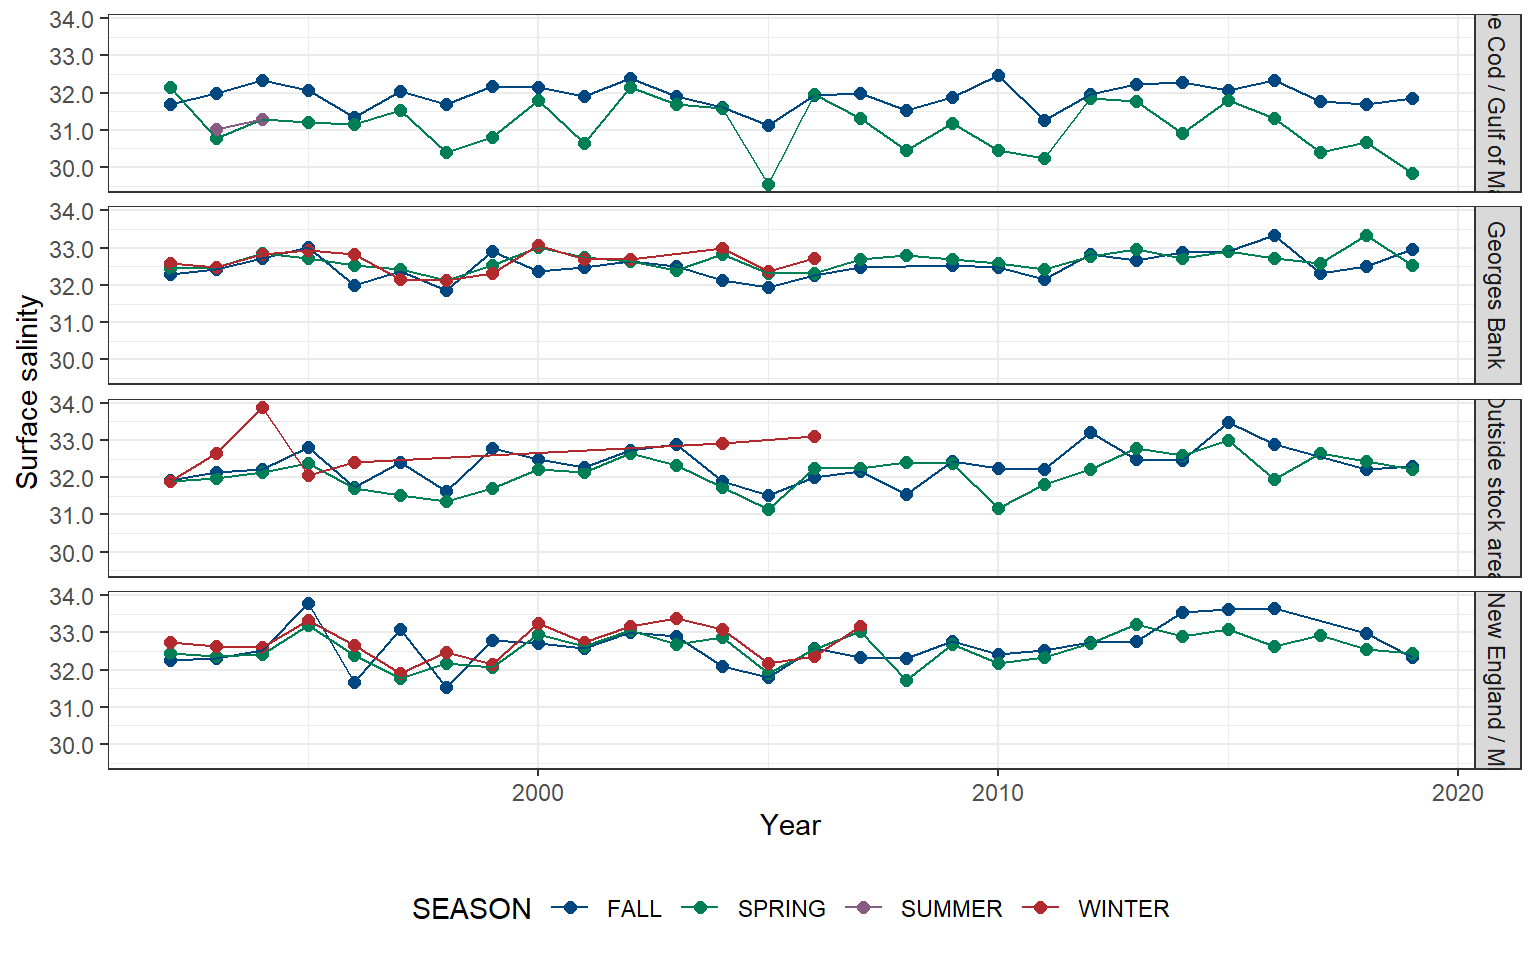 34.0
33.0
32.0
31.0
30.0
Cod / Gulf of
34.0
33.0
32.0
31.0
30.0
Georges Bank
34.0
33.0
32.0
31.0
30.0
Outside stock area
34.0
33.0
32.0
31.0
30.0
New England / M
Surface salinity
2000 2010 2020
Year
SEASON FALL SPRING SUMMER WINTER